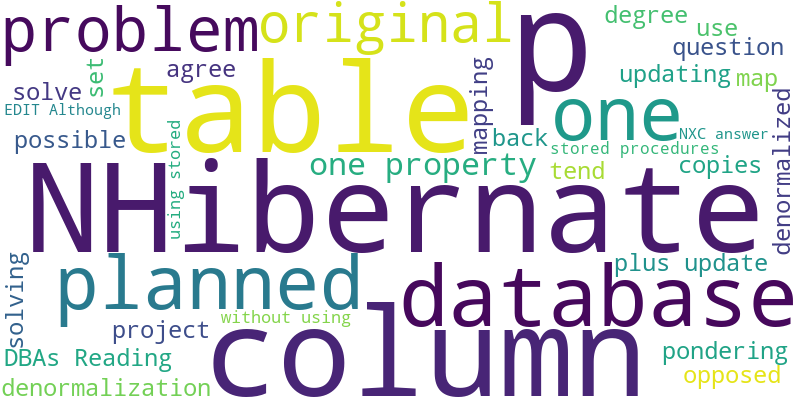 problem
original
p
degree
use
question
table
set
agree
solve
EDIT Although
possible
mapping
one
updating
map
back
NXC answer
stored procedures
denormalized
using stored
one property
tend
copies
NHibernate
solving
planned
database
plus update
project
without using
column
DBAs Reading
denormalization
pondering
opposed